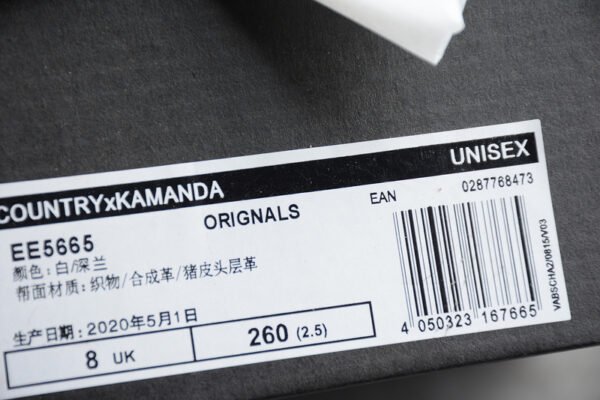 COUNTRYxKAMANDA UNISEX
ORIGNALS EAN 0287768473
EE5665
颜色:白/深兰
帮面材质:织物/合成革/猪皮头层革
生产日期:2020年5月1日
8 UK 260 (2.5)
4 050323 167665
VABSCHA2/0815/V03